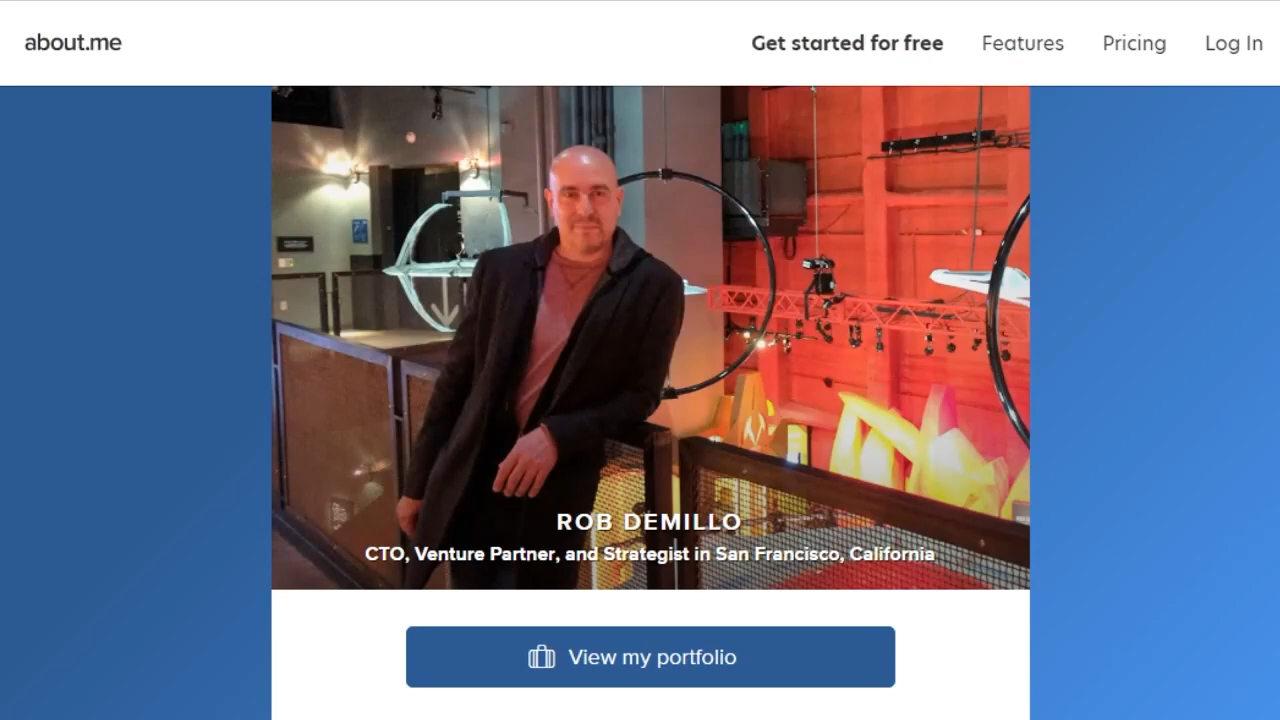 about.me
Get started for free
Features
Pricing
Log In
ROB DEMILLO
CTO, Venture Partner, and Strategist in San Francisco, California
View my portfolio